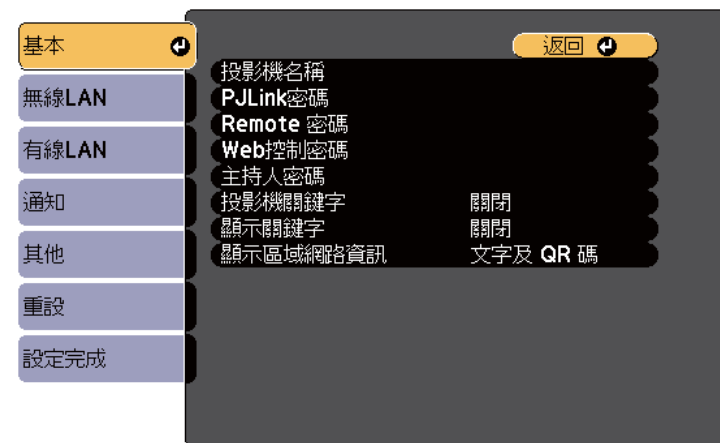 基本
無線LAN
有線LAN
通知
其他
重設
設定完成
返回
投影機名稱
PJLink密碼
Remote 密碼
Web控制密碼
主持人密碼
投影機關鍵字 關閉
顯示關鍵字 關閉
顯示區域網路資訊 文字及 QR 碼